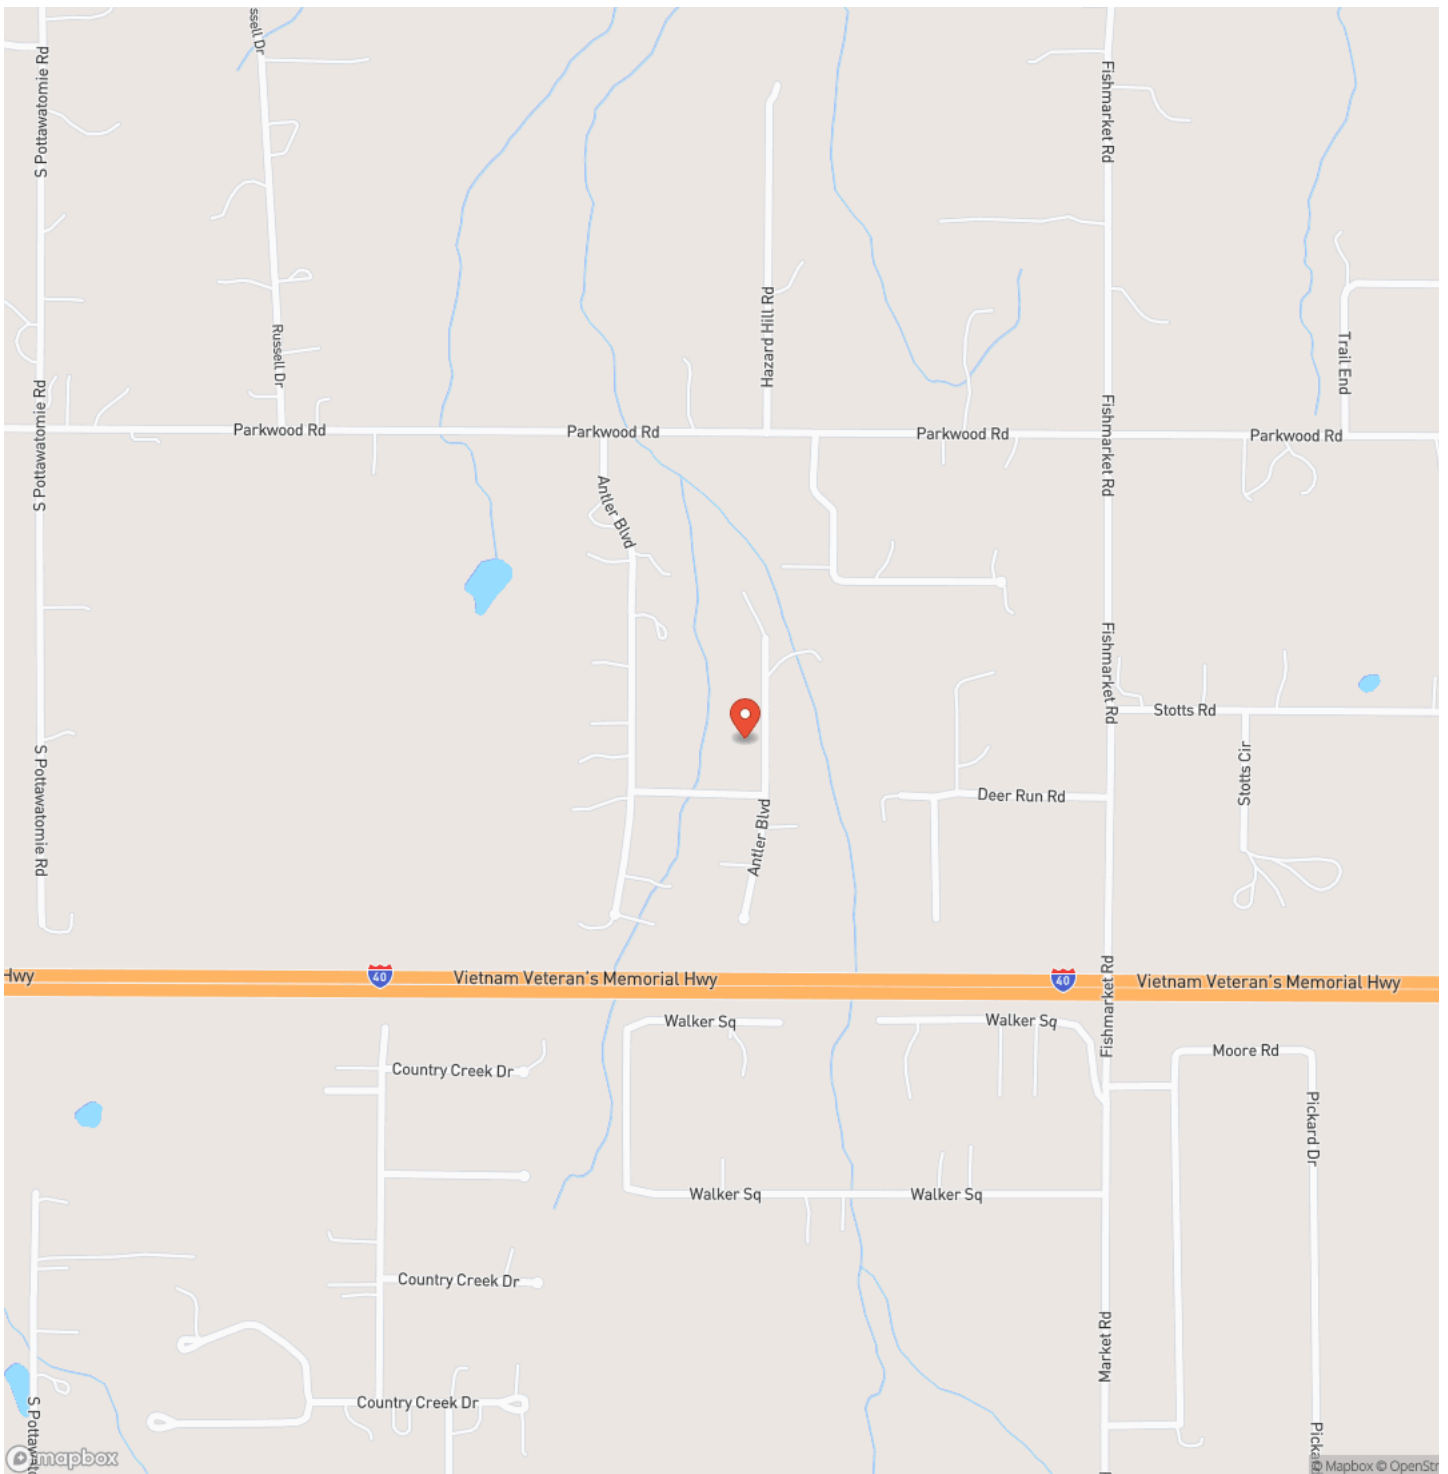 ssell Dr
S Pottawatomie Rd
Fishmarket Rd
Hazard Hill Rd
Russell Dr
Trail End
S Pottawatomie Rd
Fishmarket Rd
Parkwood Rd
Parkwood Rd
Parkwood Rd
Parkwood Rd
Antler Blvd
Fishmarket Rd
Stotts Rd
S Pottawatomie Rd
Stotts Cir
Deer Run Rd
Antler Blvd
Hwy
40
Vietnam Veteran's Memorial Hwy
40
Vietnam Veteran's Memorial Hwy
Fishmarket Rd
Walker Sq
Walker Sq
Moore Rd
Country Creek Dr
Pickard Dr
Walker Sq
Walker Sq
Country Creek Dr
Market Rd
Country Creek Dr
S Pottawato
Picka
mapbox
© Mapbox © OpenStr